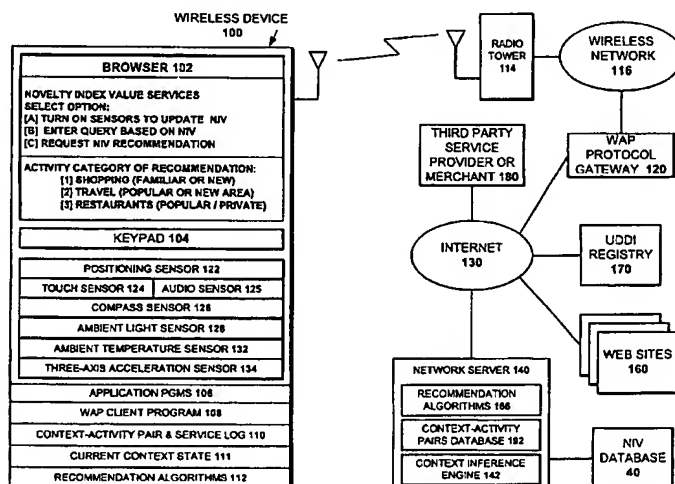 WIRELESS DEVICE
100
BROWSER 102
NOVELTY INDEX VALUE SERVICES
SELECT OPTION:
[A] TURN ON SENSORS TO UPDATE NIV
[B] ENTER QUERY BASED ON NIV
[C] REQUEST NIV RECOMMENDATION
ACTIVITY CATEGORY OF RECOMMENDATION:
[1] SHOPPING (FAMILIAR OR NEW)
[2] TRAVEL (POPULAR OR NEW AREA)
[3] RESTAURANTS (POPULAR / PRIVATE)
KEYPAD 104
POSITIONING SENSOR 122
TOUCH SENSOR 124
AUDIO SENSOR 125
COMPASS SENSOR 126
AMBIENT LIGHT SENSOR 128
AMBIENT TEMPERATURE SENSOR 132
THREE-AXIS ACCELERATION SENSOR 134
APPLICATION PGMS 106
WAP CLIENT PROGRAM 108
CONTEXT-ACTIVITY PAIR & SERVICE LOG 110
CURRENT CONTEXT STATE 111
RECOMMENDATION ALGORITHMS 112
RADIO
TOWER
114
WIRELESS
NETWORK
116
THIRD PARTY
SERVICE
PROVIDER OR
MERCHANT 180
WAP
PROTOCOL
GATEWAY 120
INTERNET
130
UDDI
REGISTRY
170
WEB SITES
160
NETWORK SERVER 140
RECOMMENDATION
ALGORITHMS 166
CONTEXT-ACTIVITY
PAIRS DATABASE 192
CONTEXT INFERENCE
ENGINE 142
NIV
DATABASE
40